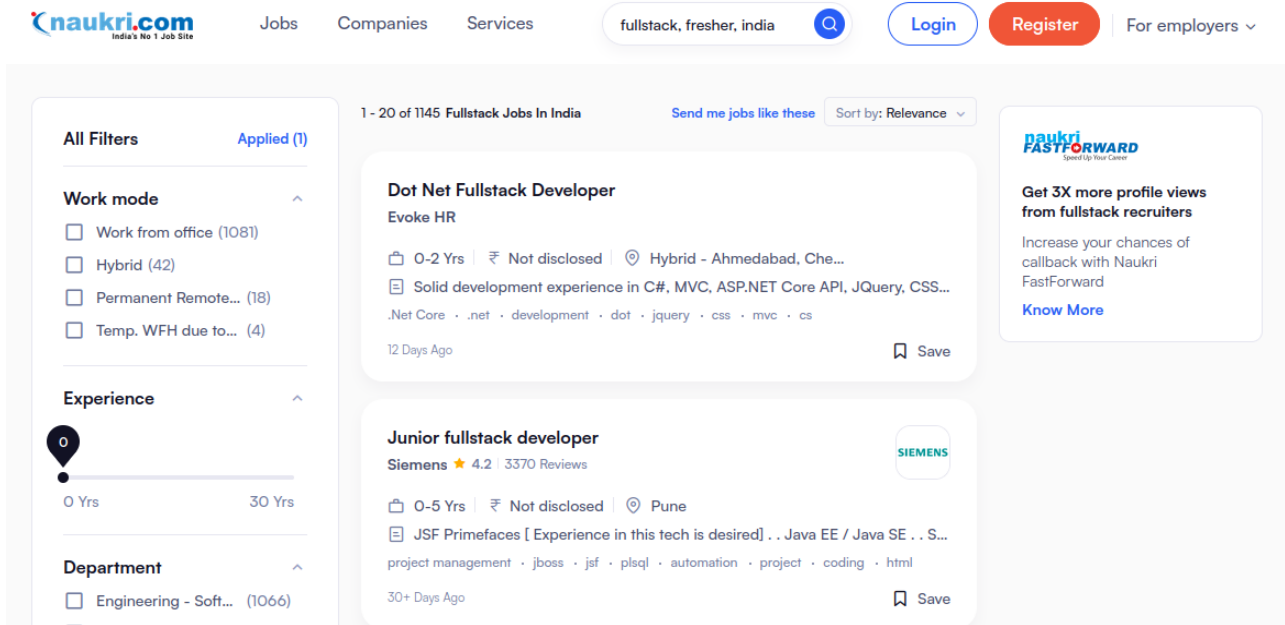 naukri.com
India's No 1 Job Site
Jobs Companies Services
fullstack, fresher, india
Login
Register
For employers
All Filters Applied (1)
Work mode
Work from office (1081)
Hybrid (42)
Permanent Remote... (18)
Temp. WFH due to... (4)
Experience
0
0 Yrs 30 Yrs
Department
Engineering - Soft... (1066)
1 - 20 of 1145 Fullstack Jobs In India
Send me jobs like these
Sort by: Relevance
Dot Net Fullstack Developer
Evoke HR
0-2 Yrs ₹ Not disclosed Hybrid - Ahmedabad, Che...
Solid development experience in C#, MVC, ASP.NET Core API, JQuery, CSS...
.Net Core · .net · development · dot · jquery · css · mvc · cs
12 Days Ago Save
Junior fullstack developer
Siemens 4.2 3370 Reviews
SIEMENS
0-5 Yrs ₹ Not disclosed Pune
JSF Primefaces [ Experience in this tech is desired] . . Java EE / Java SE . . S...
project management · jboss · jsf · plsql · automation · project · coding · html
30+ Days Ago Save
naukri
FASTFORWARD
Speed Up Your Career
Get 3X more profile views
from fullstack recruiters
Increase your chances of
callback with Naukri
FastForward
Know More